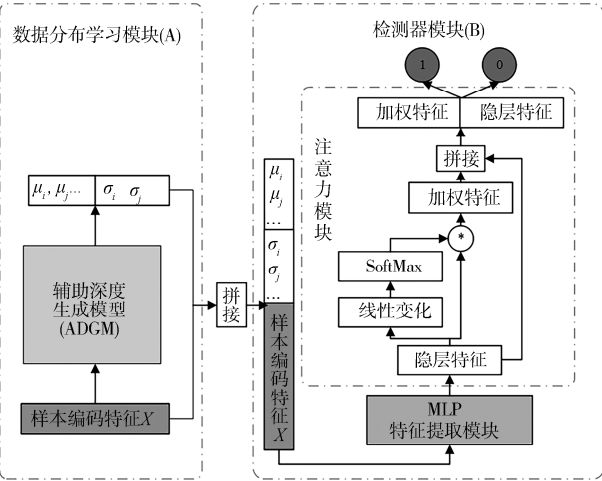 数据分布学习模块(A)
μi, μj... σi σj
辅助深度
生成模型
(ADGM)
样本编码特征X
拼接
检测器模块(B)
1 0
注意力模块
加权特征 隐层特征
拼接
加权特征
*
SoftMax
线性变化
隐层特征
MLP
特征提取模块
μi
μj
...
σi
σj
...
样本编码特征X